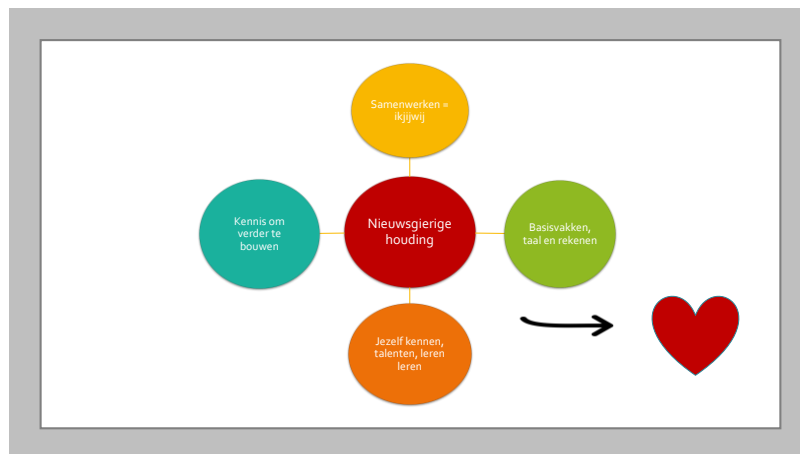 Samenwerken =
ikjijwij
Kennis om
verder te
bouwen
Nieuwsgierige
houding
Basisvakken,
taal en rekenen
Jezelf kennen,
talenten, leren
leren